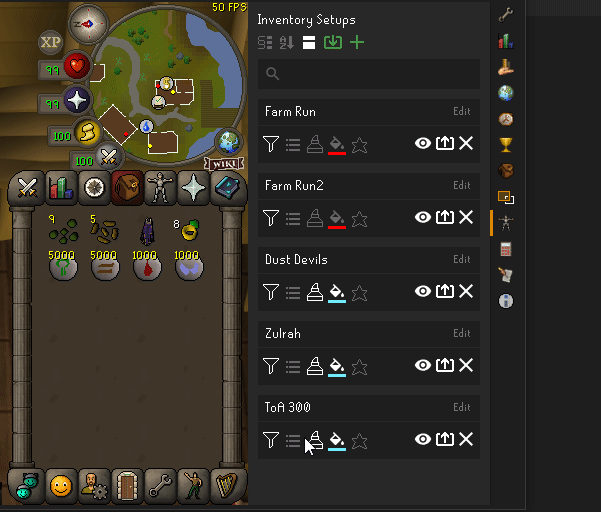 50 FPS
Inventory Setups
XP
99
99
100
100
WIKI
9
5
8
5000
5000
1000
1000
Farm Run
Edit
Farm Run2
Edit
Dust Devils
Edit
Zulrah
Edit
ToA 300
Edit